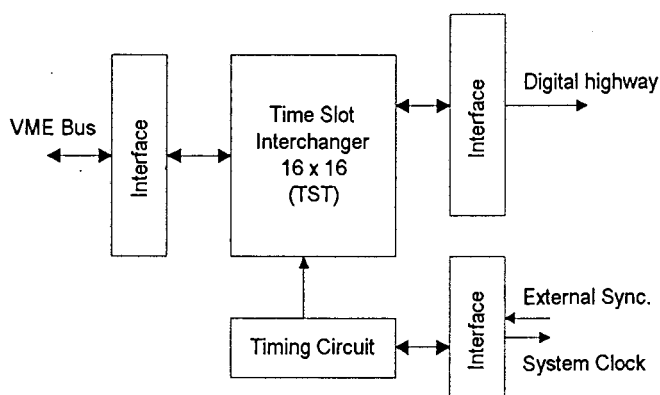 VME Bus
Interface
Time Slot
Interchanger
16 x 16
(TST)
Interface
Digital highway
Timing Circuit
Interface
External Sync.
System Clock